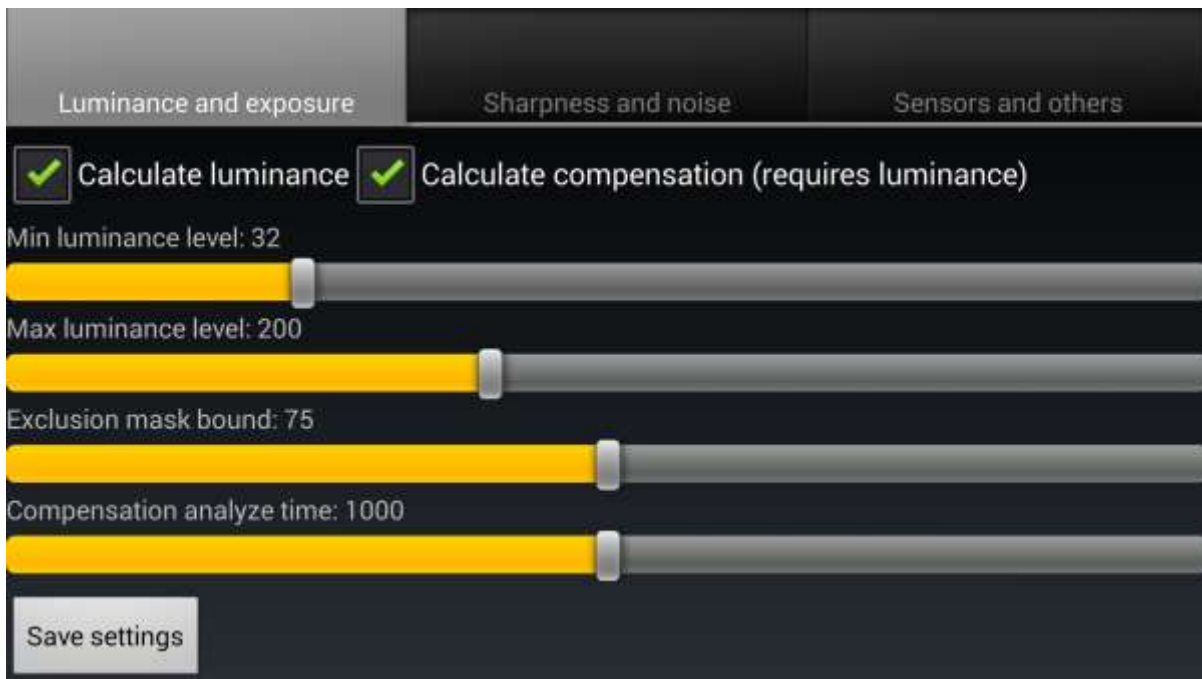 Luminance and exposure Sharpness and noise Sensors and others
Calculate luminance Calculate compensation (requires luminance)
Min luminance level: 32
Max luminance level: 200
Exclusion mask bound: 75
Compensation analyze time: 1000
Save settings